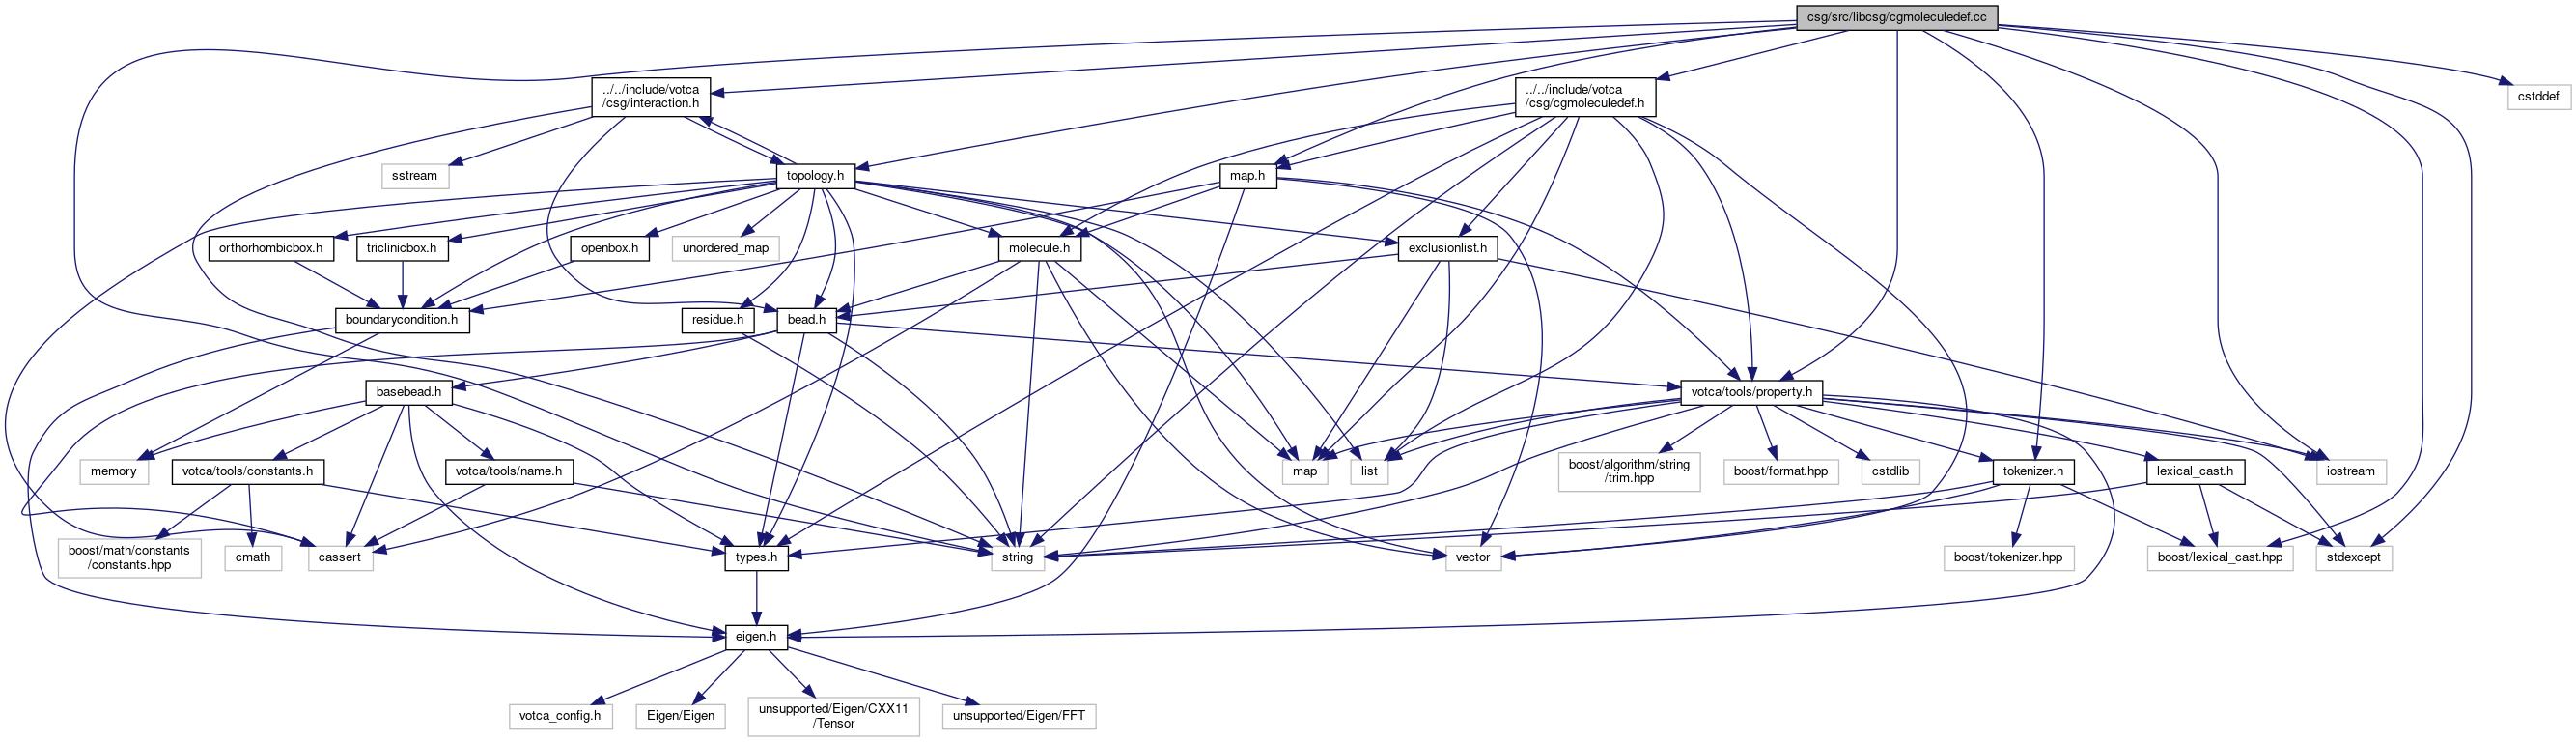 csg/src/libcsg/cgmoleculedef.cc
../../include/votca
/csg/interaction.h
../../include/votca
/csg/cgmoleculedef.h
cstddef
sstream
topology.h
map.h
orthorhombicbox.h
triclinicbox.h
openbox.h
unordered_map
molecule.h
exclusionlist.h
boundarycondition.h
residue.h
bead.h
basebead.h
votca/tools/property.h
memory
votca/tools/constants.h
votca/tools/name.h
map
list
boost/algorithm/string
/trim.hpp
boost/format.hpp
cstdlib
tokenizer.h
lexical_cast.h
iostream
boost/math/constants
/constants.hpp
cmath
cassert
types.h
string
vector
boost/tokenizer.hpp
boost/lexical_cast.hpp
stdexcept
eigen.h
votca_config.h
Eigen/Eigen
unsupported/Eigen/CXX11
/Tensor
unsupported/Eigen/FFT